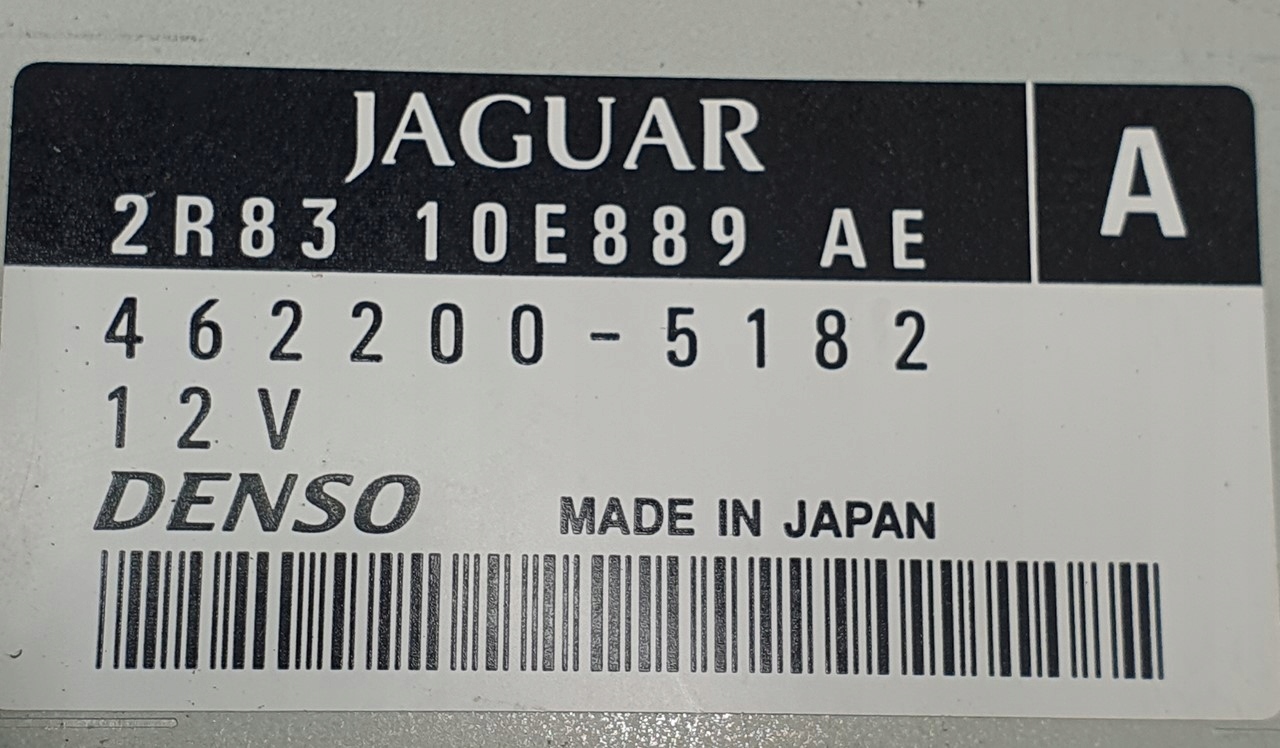 JAGUAR
A
2R83 10E889 AE
462200-5182
12V
DENSO
MADE IN JAPAN